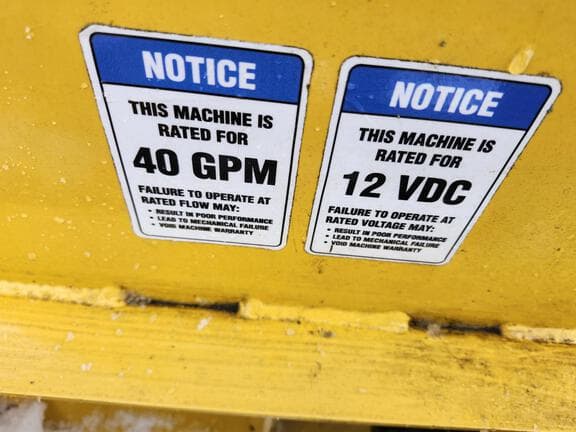 NOTICE
THIS MACHINE IS
RATED FOR
40 GPM
FAILURE TO OPERATE AT
RATED FLOW MAY:
• RESULT IN POOR PERFORMANCE
• LEAD TO MECHANICAL FAILURE
• VOID MACHINE WARRANTY
NOTICE
THIS MACHINE IS
RATED FOR
12 VDC
FAILURE TO OPERATE AT
RATED VOLTAGE MAY:
• RESULT IN POOR PERFORMANCE
• LEAD TO MECHANICAL FAILURE
• VOID MACHINE WARRANTY